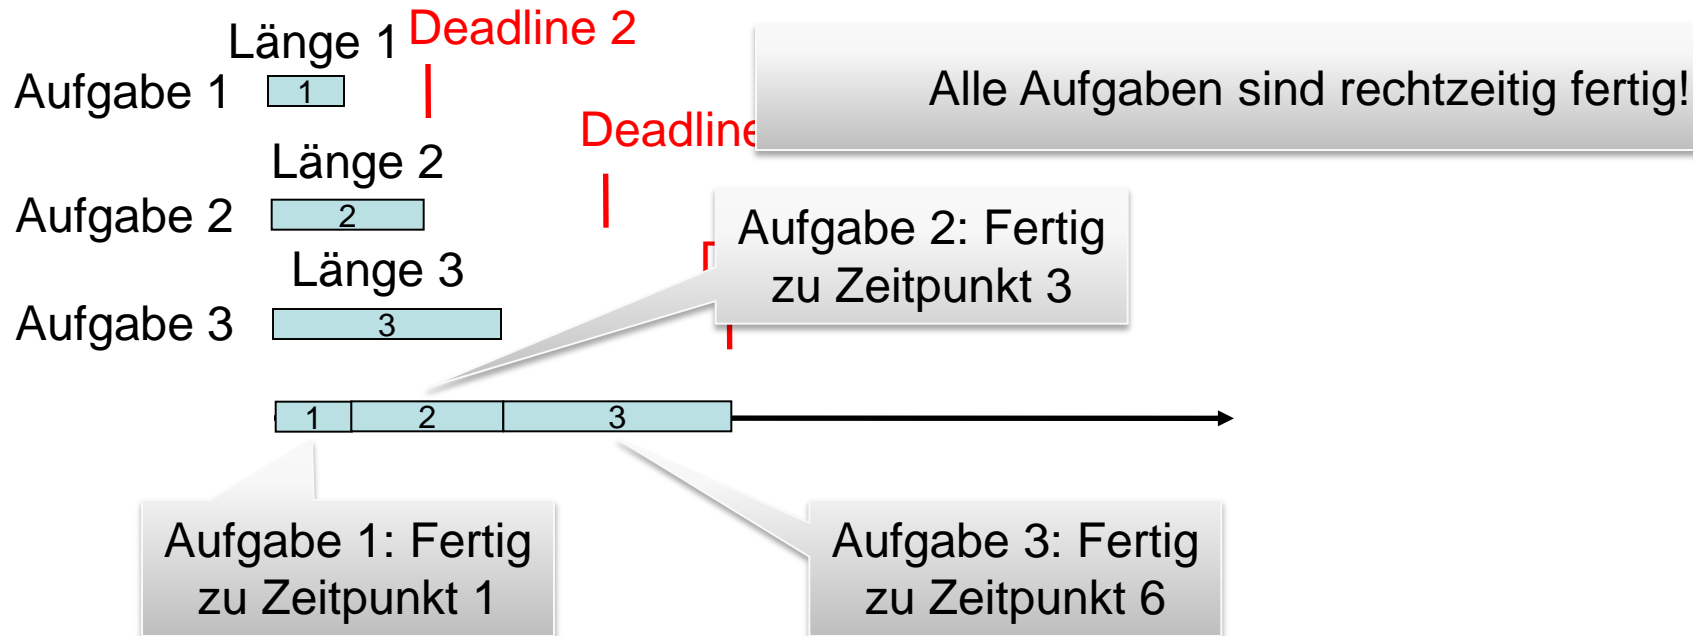 Länge 1
Deadline 2
Aufgabe 1
1
Alle Aufgaben sind rechtzeitig fertig!
Deadline
Länge 2
Aufgabe 2
2
Aufgabe 2: Fertig
zu Zeitpunkt 3
Länge 3
Aufgabe 3
3
1
2
3
Aufgabe 1: Fertig
zu Zeitpunkt 1
Aufgabe 3: Fertig
zu Zeitpunkt 6